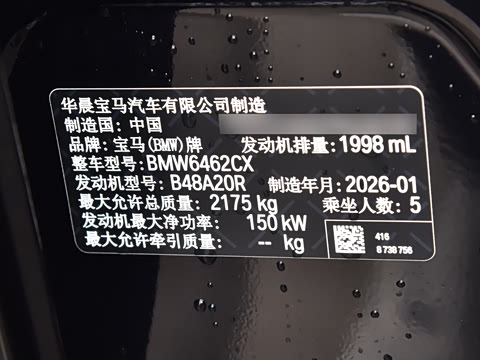 华晨宝马汽车有限公司制造
制造国: 中国
品牌: 宝马(BMW)牌 发动机排量: 1998 mL
整车型号: BMW6462CX
发动机型号: B48A20R 制造年月: 2026-01
最大允许总质量: 2175 kg 乘坐人数: 5
发动机最大净功率: 150 kW
最大允许牵引质量: -- kg
416
8 738 756